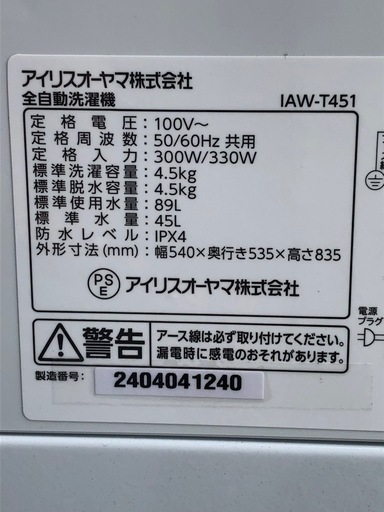 アイリスオーヤマ株式会社
全自動洗濯機 IAW-T451
定格電圧：100V～
定格周波数：50/60Hz 共用
定格入力：300W/330W
標準洗濯容量：4.5kg
標準脱水容量：4.5kg
標準使用水量：89L
標準水量：45L
防水レベル：IPX4
外形寸法(mm)：幅540×奥行き535×高さ835
PSE アイリスオーヤマ株式会社
電源
プラグ
警告
アース線は必ず取り付けてください。
漏電時に感電のおそれがあります。
製造番号： 2404041240